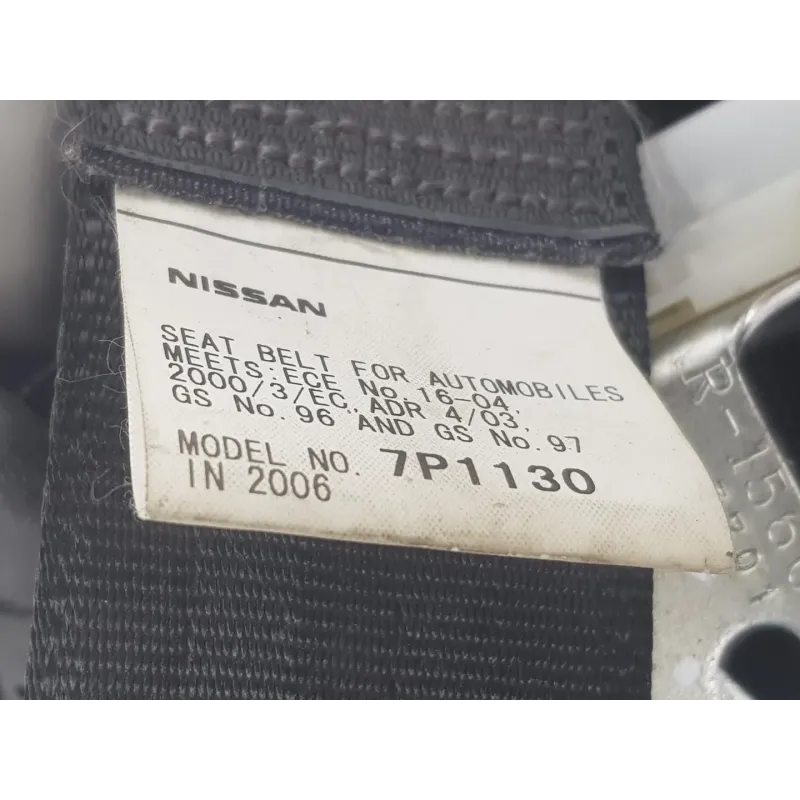 NISSAN
SEAT BELT FOR AUTOMOBILES
MEETS:ECE No.16-04,
2000/3/EC,ADR 4/03,
GS No.96 AND GS No.97
MODEL NO. 7P1130
IN 2006